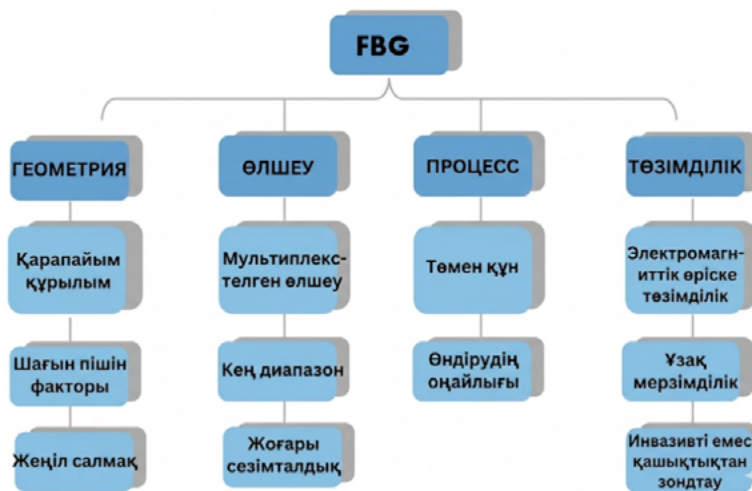 FBG
ГЕОМЕТРИЯ
Қарапайым
құрылым
Шағын пішін
факторы
Жеңіл салмақ
ӨЛШЕУ
Мультиплекс-
телген өлшеу
Кең диапазон
Жоғары
сезімталдық
ПРОЦЕСС
Төмен құн
Өндірудің
оңайлығы
ТӨЗІМДІЛІК
Электромагн-
иттік өріске
төзімділік
Ұзақ
мерзімділік
Инвазивті емес
қашықтықтан
зондтау